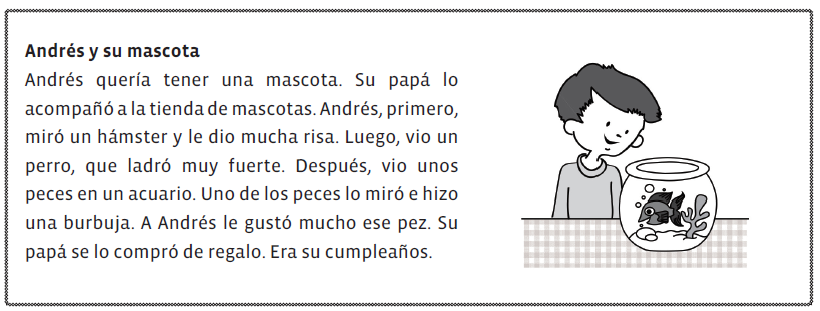 Andrés y su mascota
Andrés quería tener una mascota. Su papá lo
acompañó a la tienda de mascotas. Andrés, primero,
miró un hámster y le dio mucha risa. Luego, vio un
perro, que ladró muy fuerte. Después, vio unos
peces en un acuario. Uno de los peces lo miró e hizo
una burbuja. A Andrés le gustó mucho ese pez. Su
papá se lo compró de regalo. Era su cumpleaños.